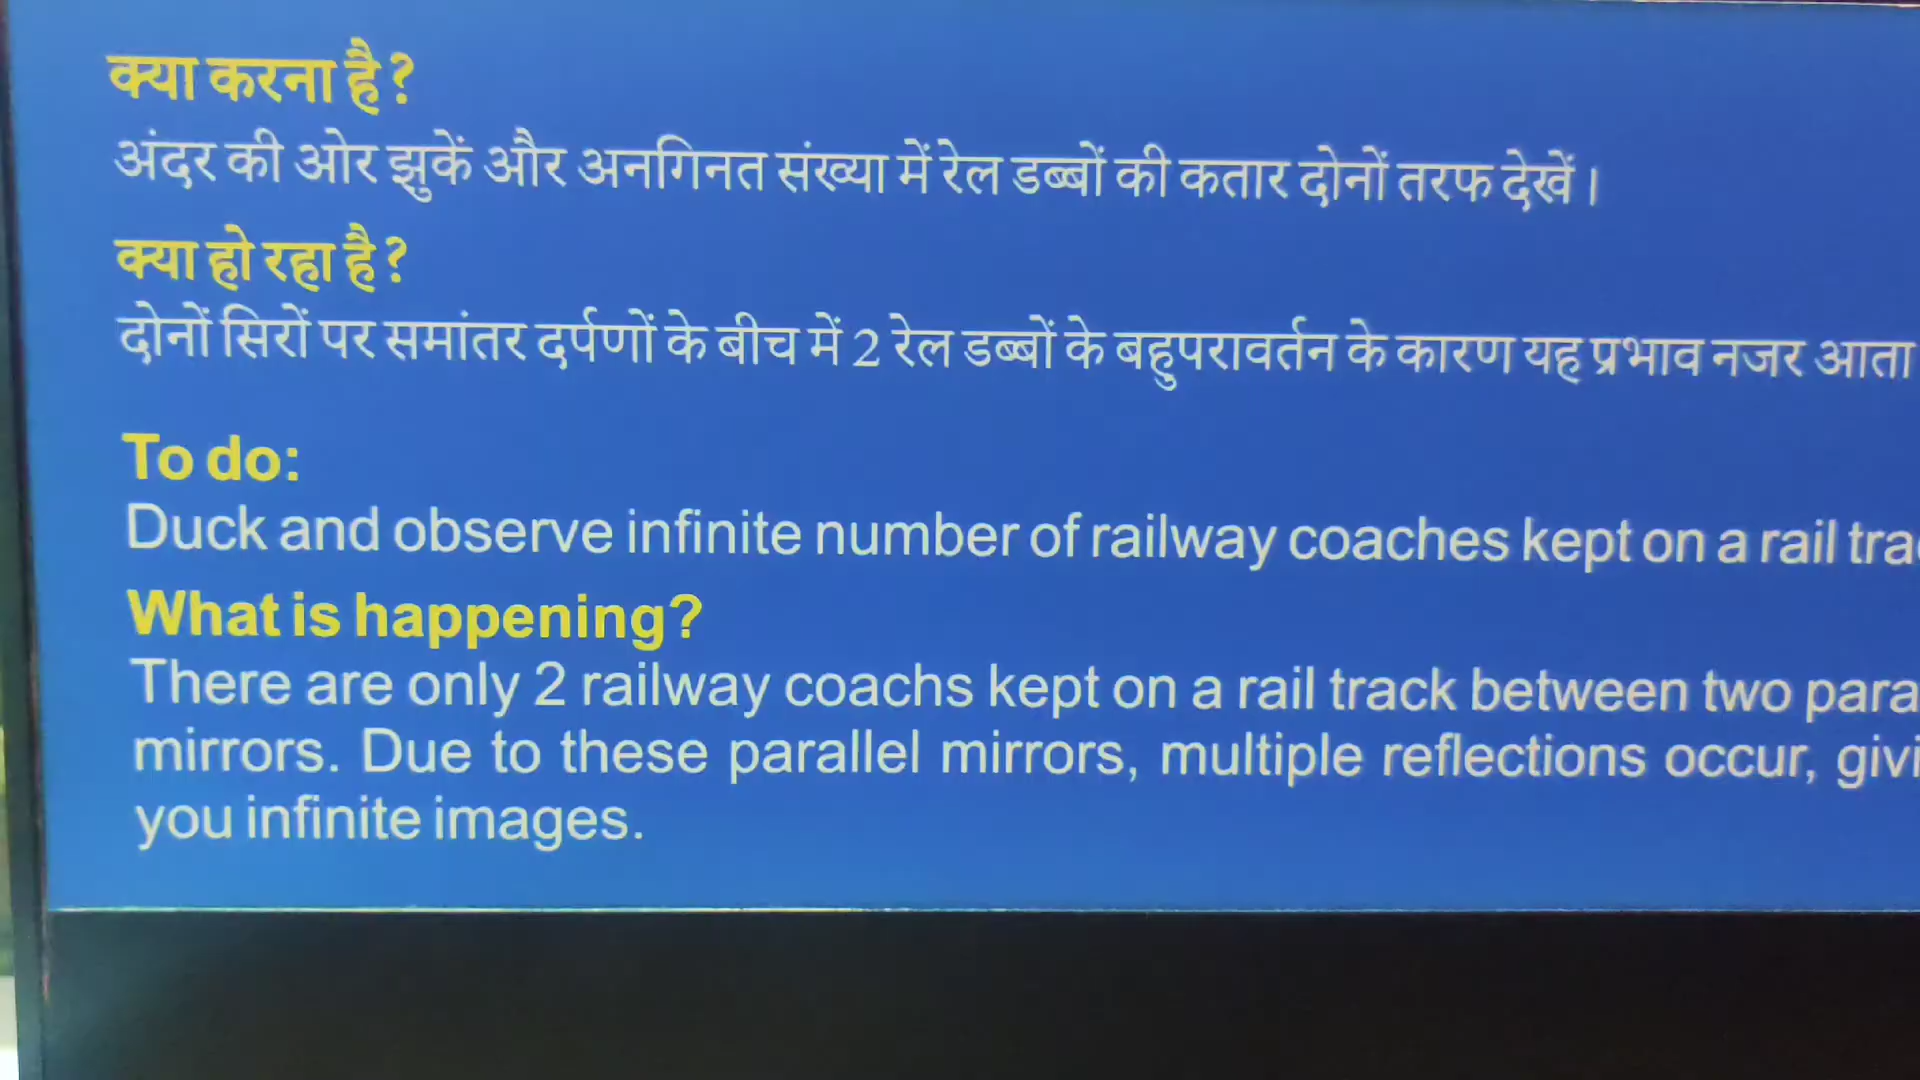 क्या करना है?
अंदर की ओर झुकें और अनगिनत संख्या में रेल डब्बों की कतार दोनों तरफ देखें।
क्या हो रहा है?
दोनों सिरों पर समांतर दर्पणों के बीच में 2 रेल डब्बों के बहुपरावर्तन के कारण यह प्रभाव नजर आता
To do:
Duck and observe infinite number of railway coaches kept on a rail
What is happening?
There are only 2 railway coachs kept on a rail track between two
mirrors. Due to these parallel mirrors, multiple reflections occur,
you infinite images.